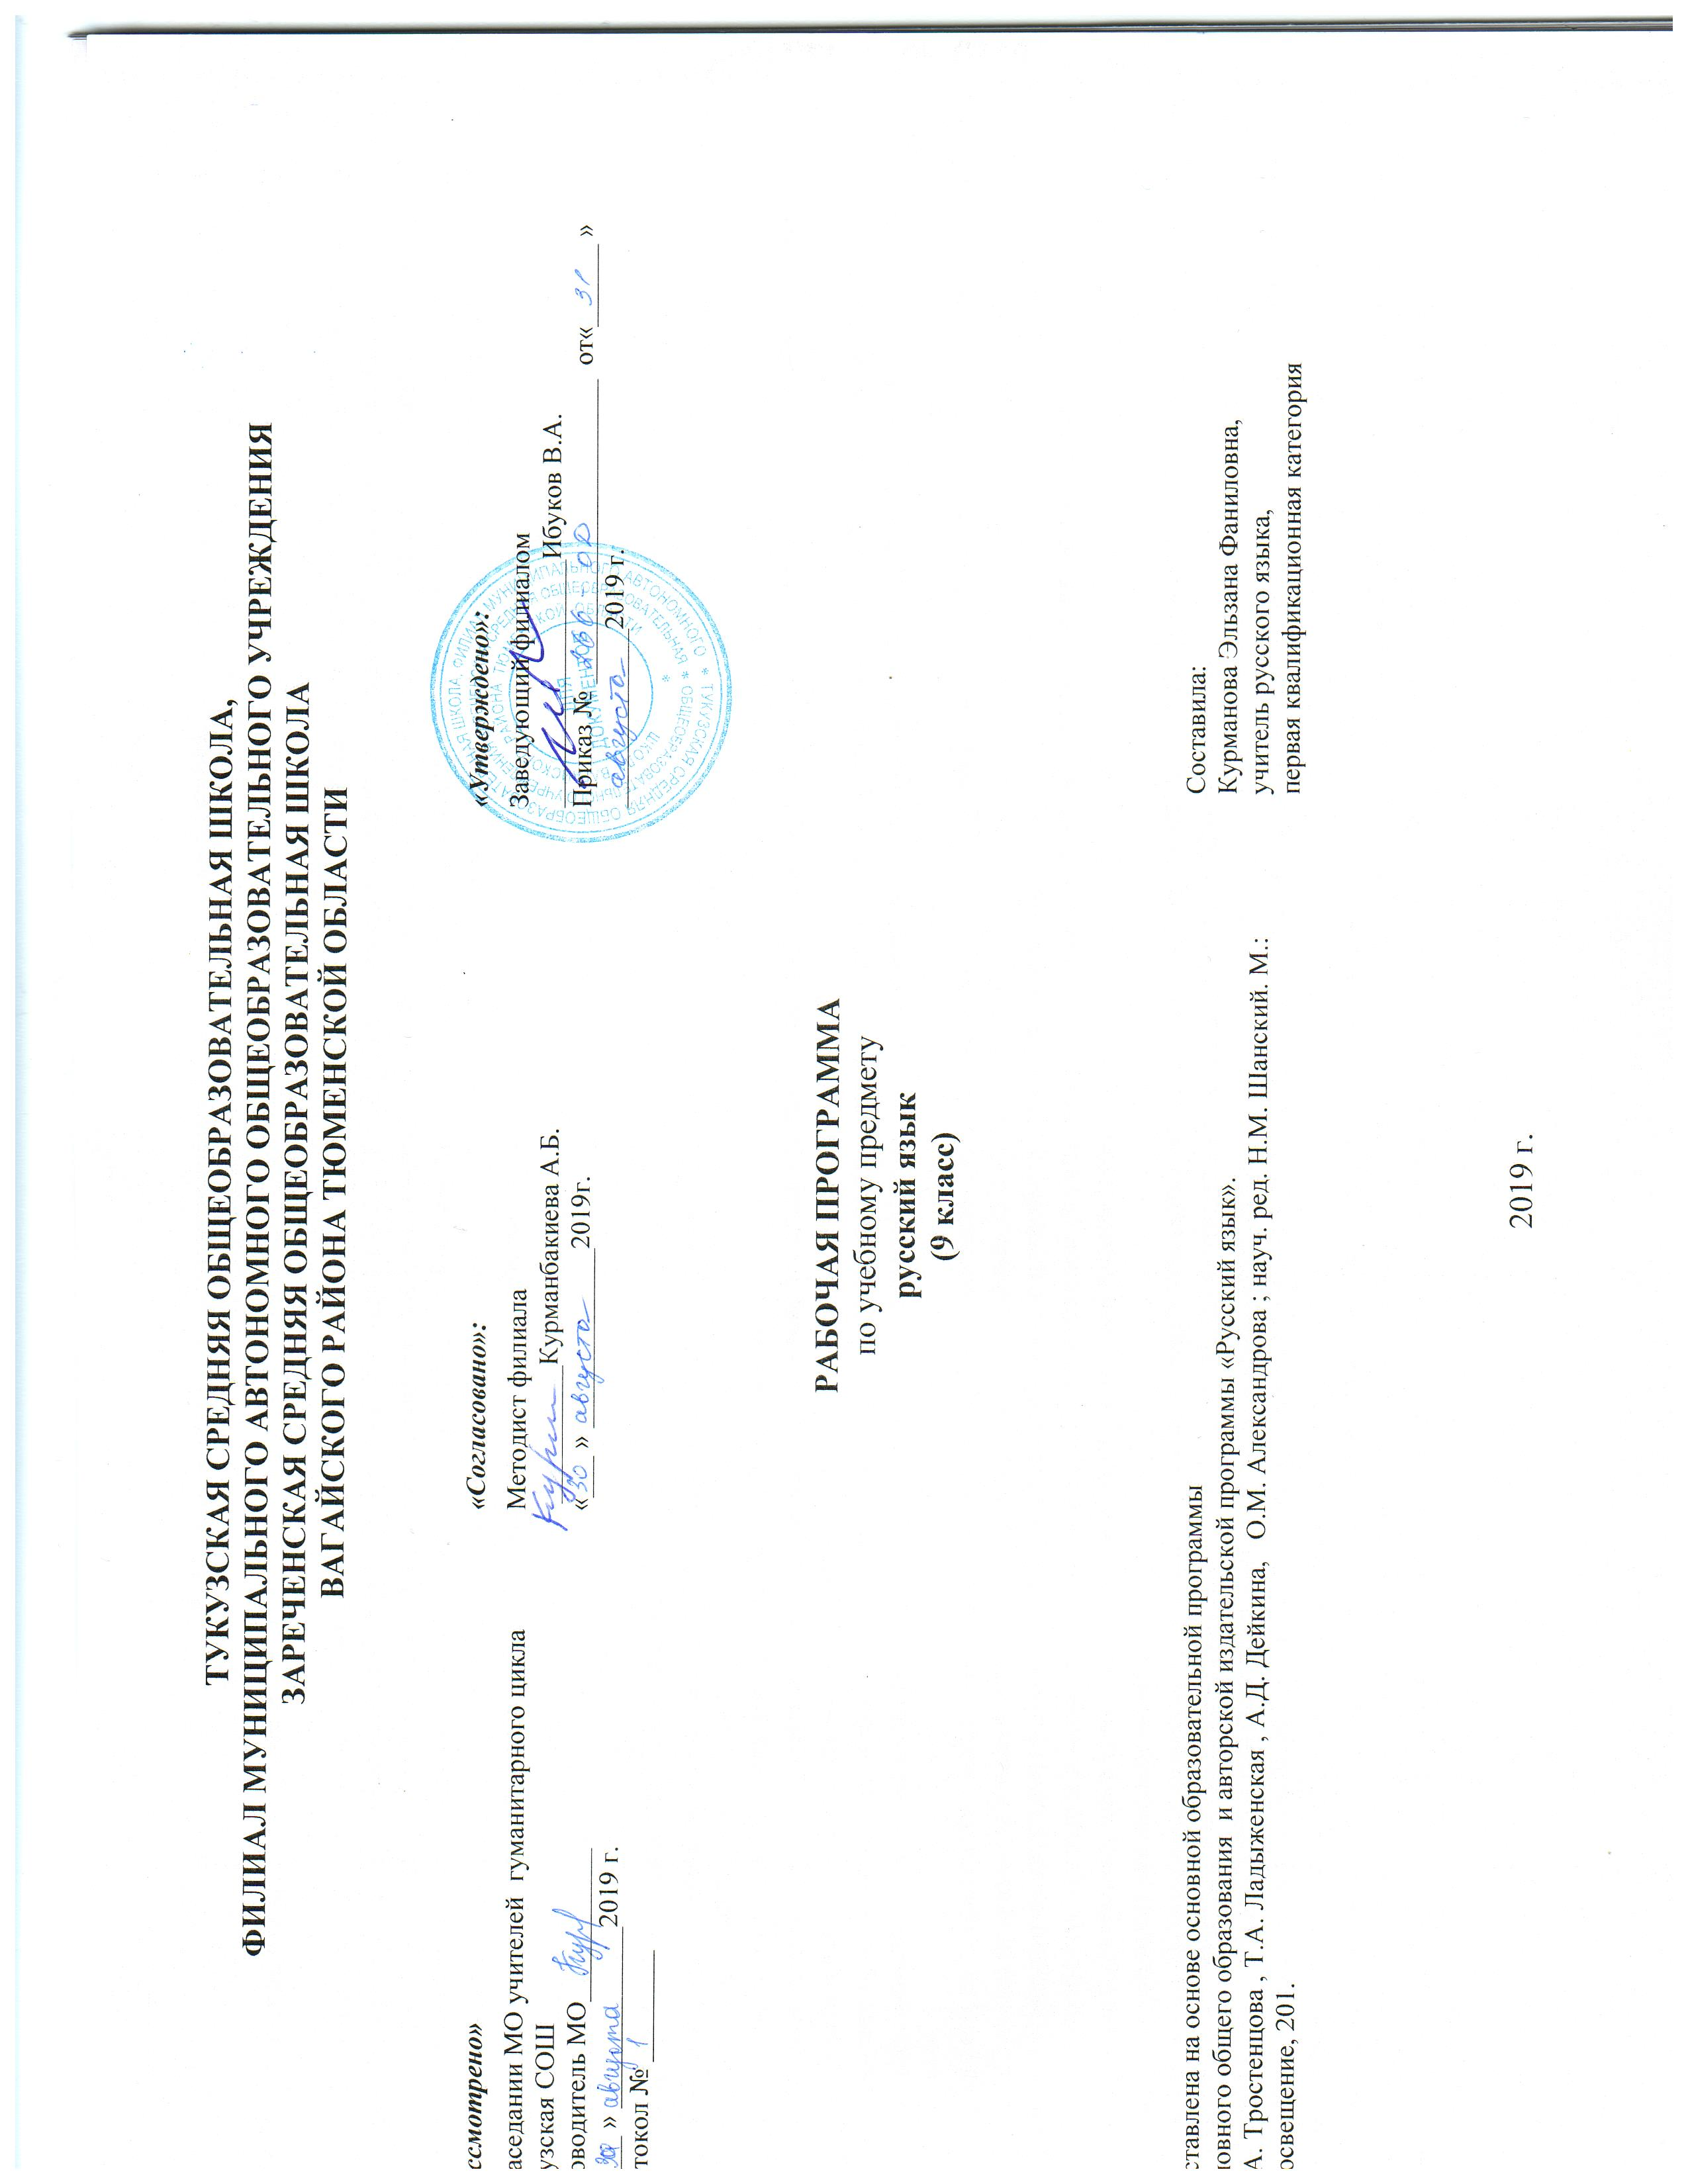 ТУКУЗСКАЯ СРЕДНЯЯ ОБЩЕОБРАЗОВАТЕЛЬНАЯ ШКОЛА,
ФИЛИАЛ МУНИЦИПАЛЬНОГО АВТОНОМНОГО ОБЩЕОБРАЗОВАТЕЛЬНОГО УЧРЕЖДЕНИЯ
ЗАРЕЧЕНСКАЯ СРЕДНЯЯ ОБЩЕОБРАЗОВАТЕЛЬНАЯ ШКОЛА
ВАГАЙСКОГО РАЙОНА ТЮМЕНСКОЙ ОБЛАСТИ
ссмотрено»
аседании МО учителей гуманитарного цикла
узская СОШ
оводитель МО
» августа 2019 г.
токол № 1
«Согласовано»:
Методист филиала
Курманбакиева А.Б.
«30» августа 2019г.
«Утверждено»:
Заведующий филиалом
Ибуков В.А.
Приказ № от« 31 »
августа 2019 г.
РАБОЧАЯ ПРОГРАММА
по учебному предмету
русский язык
(9 класс)
ставлена на основе основной образовательной программы
овного общего образования и авторской издательской программы «Русский язык».
А. Тростенцова , Т.А. Ладыженская , А.Д. Дейкина, О.М. Александрова ; науч. ред. Н.М. Шанский. М.:
освещение, 201.
Составила:
Курманова Эльзана Фаниловна,
учитель русского языка,
первая квалификационная категория
2019 г.